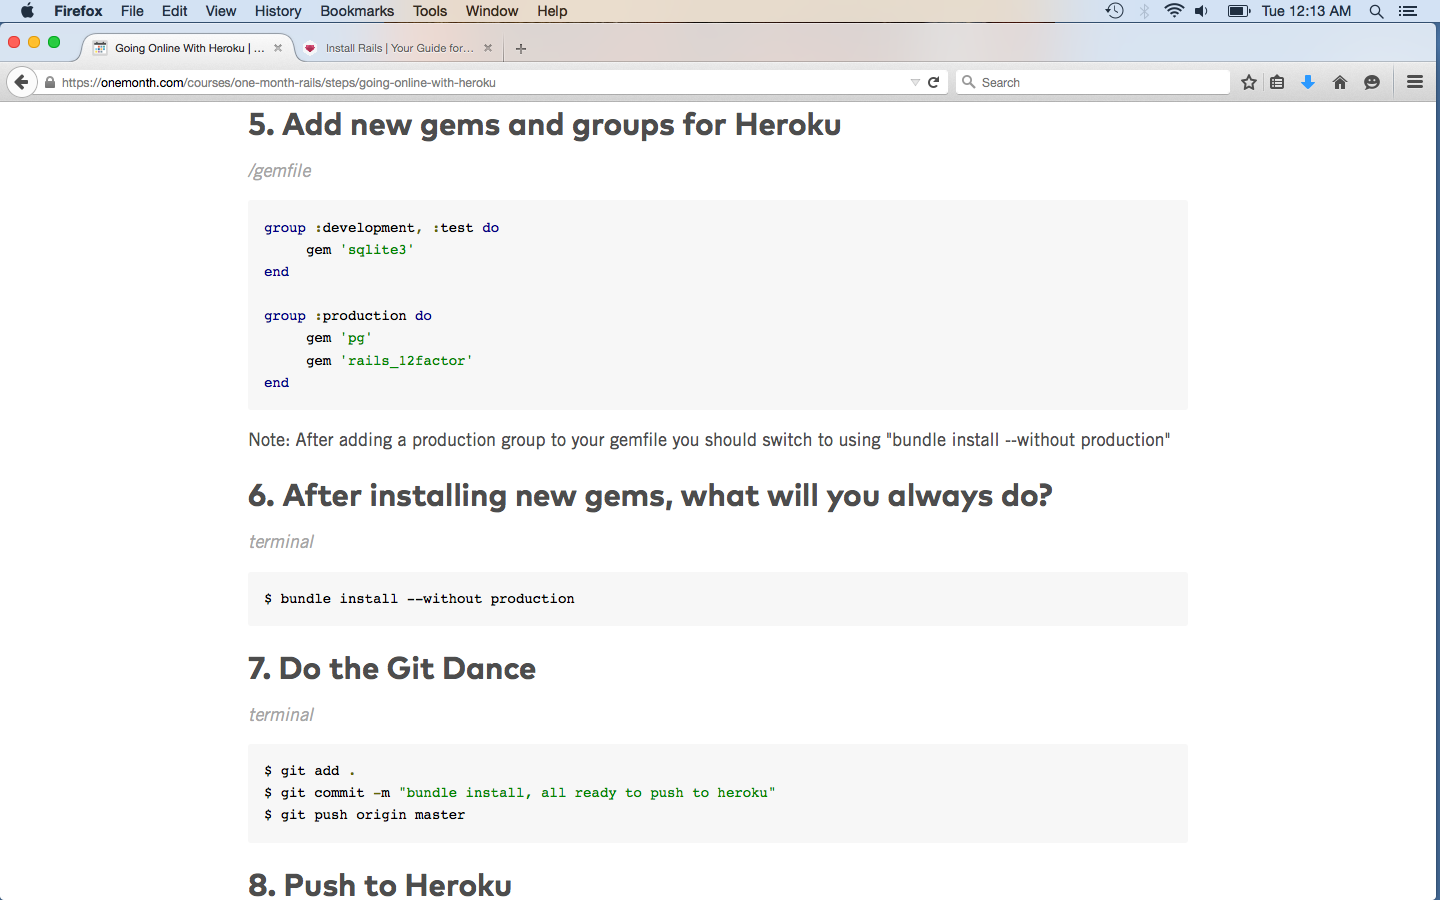 Firefox File Edit View History Bookmarks Tools Window Help Tue 12:13 AM
Going Online With Heroku | ... Install Rails | Your Guide for...
https://onemonth.com/courses/one-month-rails/steps/going-online-with-heroku Search
5. Add new gems and groups for Heroku
/gemfile
group :development, :test do
gem 'sqlite3'
end
group :production do
gem 'pg'
gem 'rails_12factor'
end
Note: After adding a production group to your gemfile you should switch to using "bundle install --without production"
6. After installing new gems, what will you always do?
terminal
$ bundle install --without production
7. Do the Git Dance
terminal
$ git add .
$ git commit -m "bundle install, all ready to push to heroku"
$ git push origin master
8. Push to Heroku